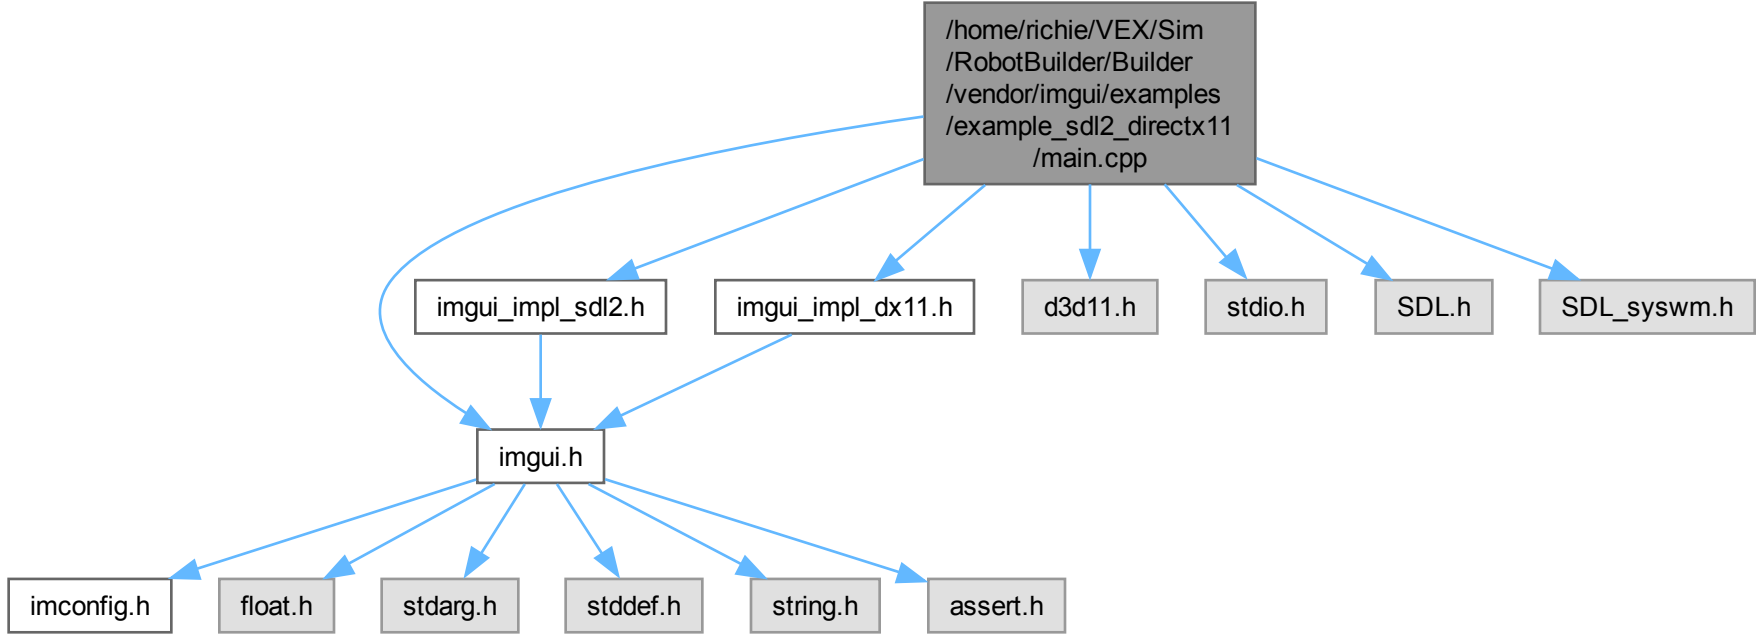 /home/richie/VEX/Sim
/RobotBuilder/Builder
/vendor/imgui/examples
/example_sdl2_directx11
/main.cpp
imgui_impl_sdl2.h
imgui_impl_dx11.h
d3d11.h
stdio.h
SDL.h
SDL_syswm.h
imgui.h
imconfig.h
float.h
stdarg.h
stddef.h
string.h
assert.h